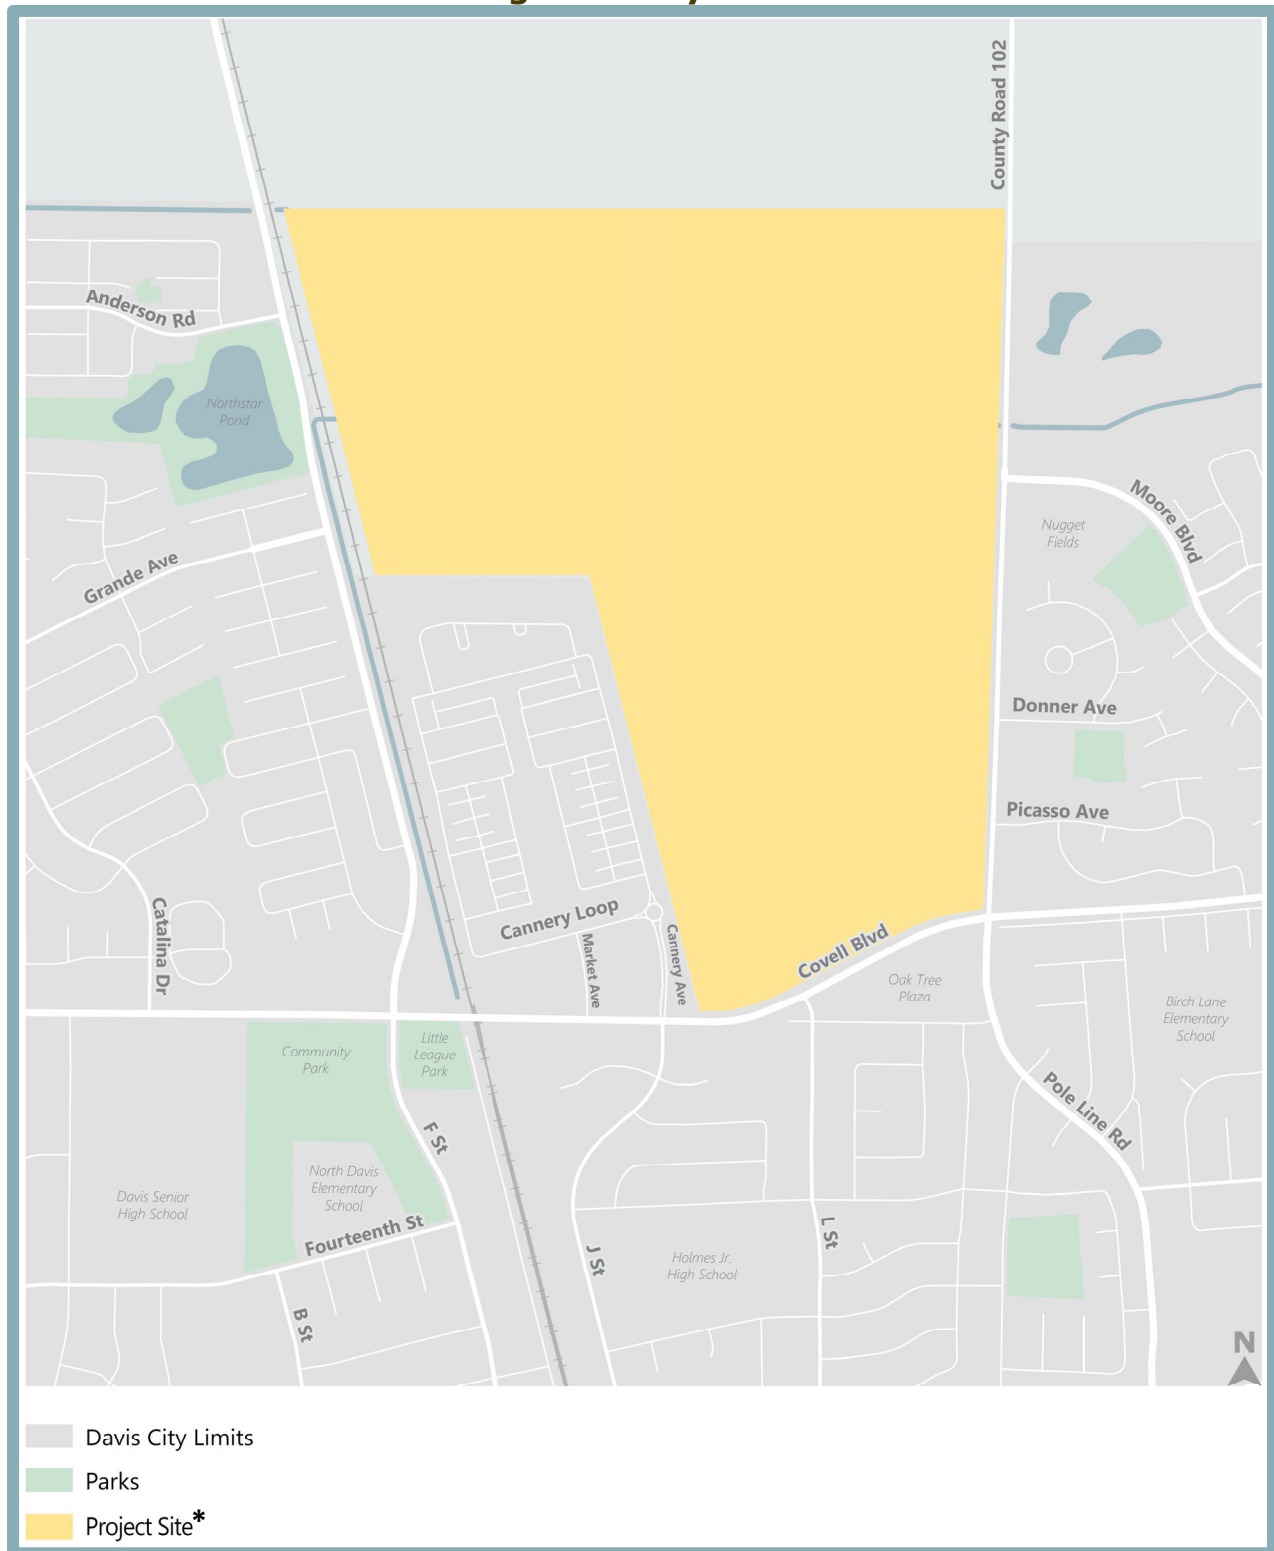 County Road 102
Anderson Rd
Northstar
Pond
Moore Blvd
Nugget
Fields
Grande Ave
Donner Ave
Picasso Ave
Catalina Dr
Cannery Loop
Market Ave
Cannery Ave
Covell Blvd
Oak Tree
Plaza
Birch Lane
Elementary
School
Community
Park
Little
League
Park
Pole Line Rd
F St
North Davis
Elementary
School
Davis Senior
High School
Fourteenth St
J St
L St
Holmes Jr.
High School
B St
N
Davis City Limits
Parks
Project Site*